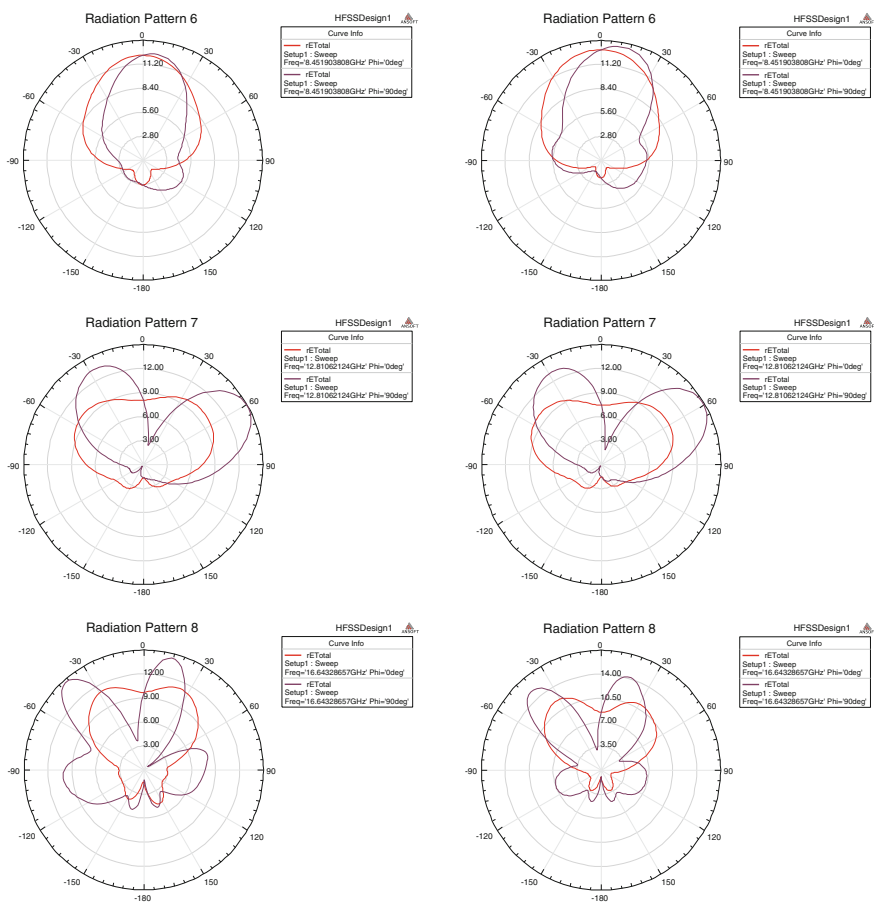 Radiation Pattern 6
HFSSDesign1
ANSOFT
Curve Info
rETotal
Setup1 : Sweep
Freq='8.451903808GHz' Phi='0deg'
rETotal
Setup1 : Sweep
Freq='8.451903808GHz' Phi='90deg'
0
-30
30
-60
60
-90
90
-120
120
-150
150
-180
11.20
8.40
5.60
2.80
Radiation Pattern 6
HFSSDesign1
ANSOFT
Curve Info
rETotal
Setup1 : Sweep
Freq='8.451903808GHz' Phi='0deg'
rETotal
Setup1 : Sweep
Freq='8.451903808GHz' Phi='90deg'
0
-30
30
-60
60
-90
90
-120
120
-150
150
-180
11.20
8.40
5.60
2.80
Radiation Pattern 7
HFSSDesign1
ANSOFT
Curve Info
rETotal
Setup1 : Sweep
Freq='12.81062124GHz' Phi='0deg'
rETotal
Setup1 : Sweep
Freq='12.81062124GHz' Phi='90deg'
0
-30
30
-60
60
-90
90
-120
120
-150
150
-180
12.00
9.00
6.00
3.00
Radiation Pattern 7
HFSSDesign1
ANSOFT
Curve Info
rETotal
Setup1 : Sweep
Freq='12.81062124GHz' Phi='0deg'
rETotal
Setup1 : Sweep
Freq='12.81062124GHz' Phi='90deg'
0
-30
30
-60
60
-90
90
-120
120
-150
150
-180
12.00
9.00
6.00
3.00
Radiation Pattern 8
HFSSDesign1
ANSOFT
Curve Info
rETotal
Setup1 : Sweep
Freq='16.64328657GHz' Phi='0deg'
rETotal
Setup1 : Sweep
Freq='16.64328657GHz' Phi='90deg'
0
-30
30
-60
60
-90
90
-120
120
-150
150
-180
12.00
9.00
6.00
3.00
Radiation Pattern 8
HFSSDesign1
ANSOFT
Curve Info
rETotal
Setup1 : Sweep
Freq='16.64328657GHz' Phi='0deg'
rETotal
Setup1 : Sweep
Freq='16.64328657GHz' Phi='90deg'
0
-30
30
-60
60
-90
90
-120
120
-150
150
-180
14.00
10.50
7.00
3.50